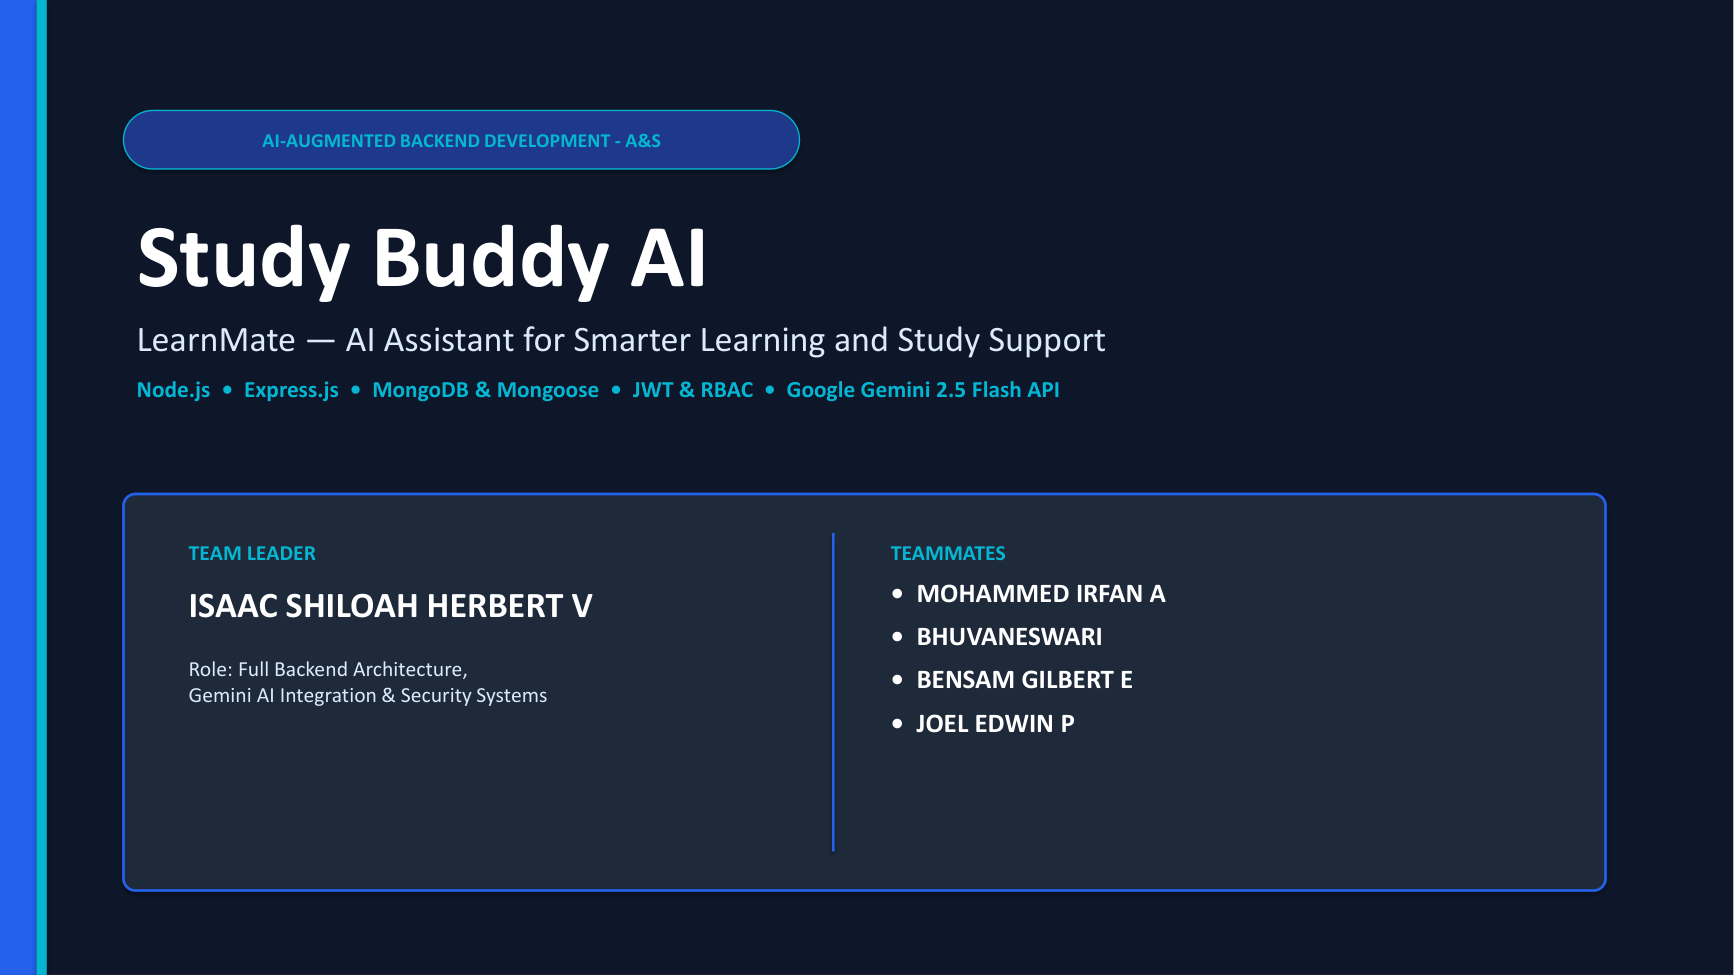 AI-AUGMENTED BACKEND DEVELOPMENT - A&S
Study Buddy AI
LearnMate — AI Assistant for Smarter Learning and Study Support
Node.js • Express.js • MongoDB & Mongoose • JWT & RBAC • Google Gemini 2.5 Flash API
TEAM LEADER
ISAAC SHILOAH HERBERT V
Role: Full Backend Architecture,
Gemini AI Integration & Security Systems
TEAMMATES
• MOHAMMED IRFAN A
• BHUVANESWARI
• BENSAM GILBERT E
• JOEL EDWIN P